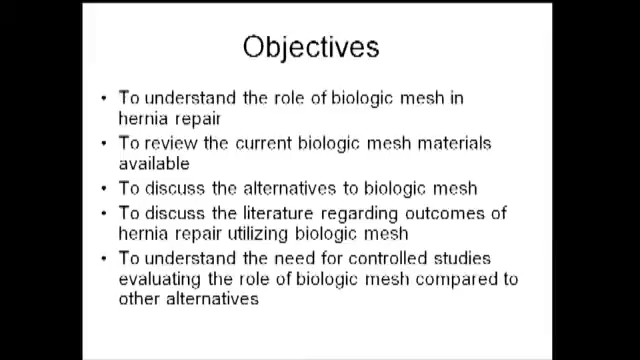 Objectives
• To understand the role of biologic mesh in
hernia repair
• To review the current biologic mesh materials
available
• To discuss the alternatives to biologic mesh
• To discuss the literature regarding outcomes of
hernia repair utilizing biologic mesh
• To understand the need for controlled studies
evaluating the role of biologic mesh compared to
other alternatives